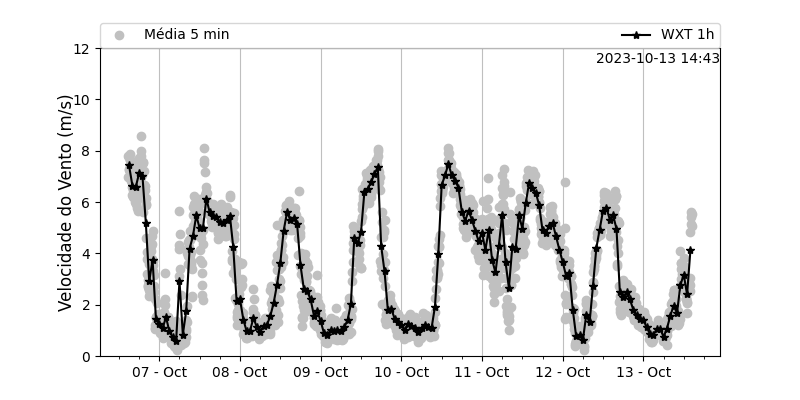 Média 5 min
WXT 1h
2023-10-13 14:43
Velocidade do Vento (m/s)
12
10
8
6
4
2
0
07 - Oct 08 - Oct 09 - Oct 10 - Oct 11 - Oct 12 - Oct 13 - Oct